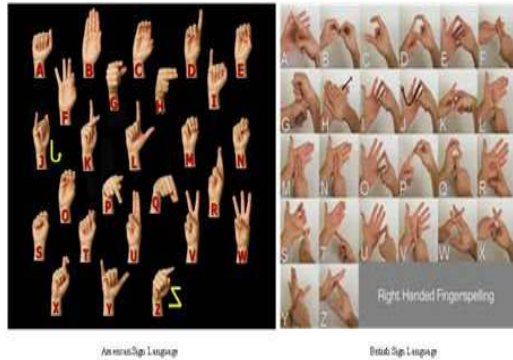 A B C D E
F G H I
J K L M N
O P Q R
S T U V W
X Y Z
A B C D E F
G H I J K L
M N O P Q R
S T U V W X
Y Z
Right Handed Fingerspelling
American Sign Language
British Sign Language